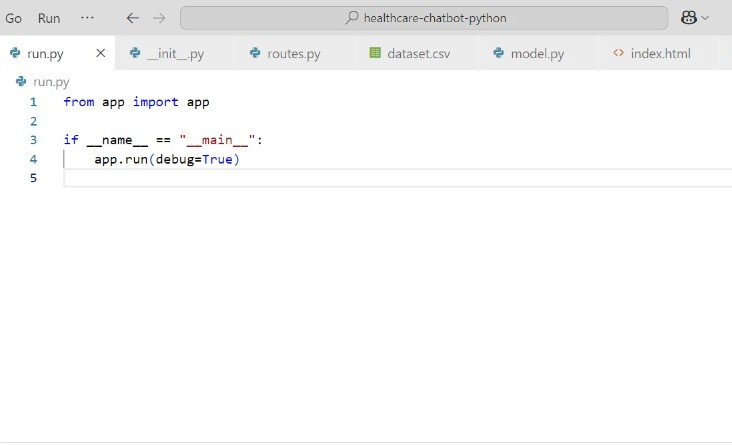 Go Run ··· healthcare-chatbot-python
run.py __init__.py routes.py dataset.csv model.py index.html
run.py
1 from app import app
2
3 if __name__ == "__main__":
4     app.run(debug=True)
5